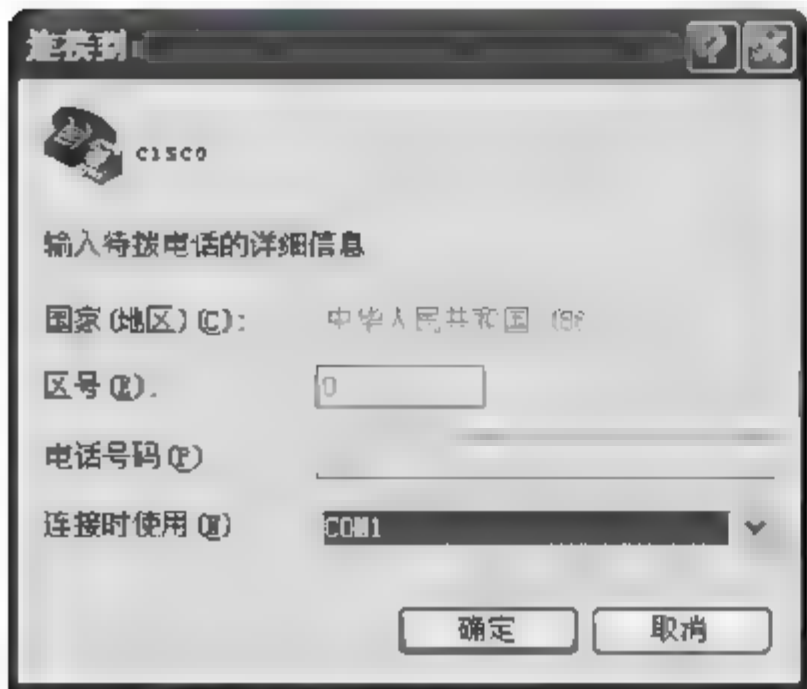 连接到
cisco
输入待拨电话的详细信息
国家(地区)(C):
中华人民共和国 (86
区号(E):
0
电话号码(P)
连接时使用(N)
COM1
确定
取消